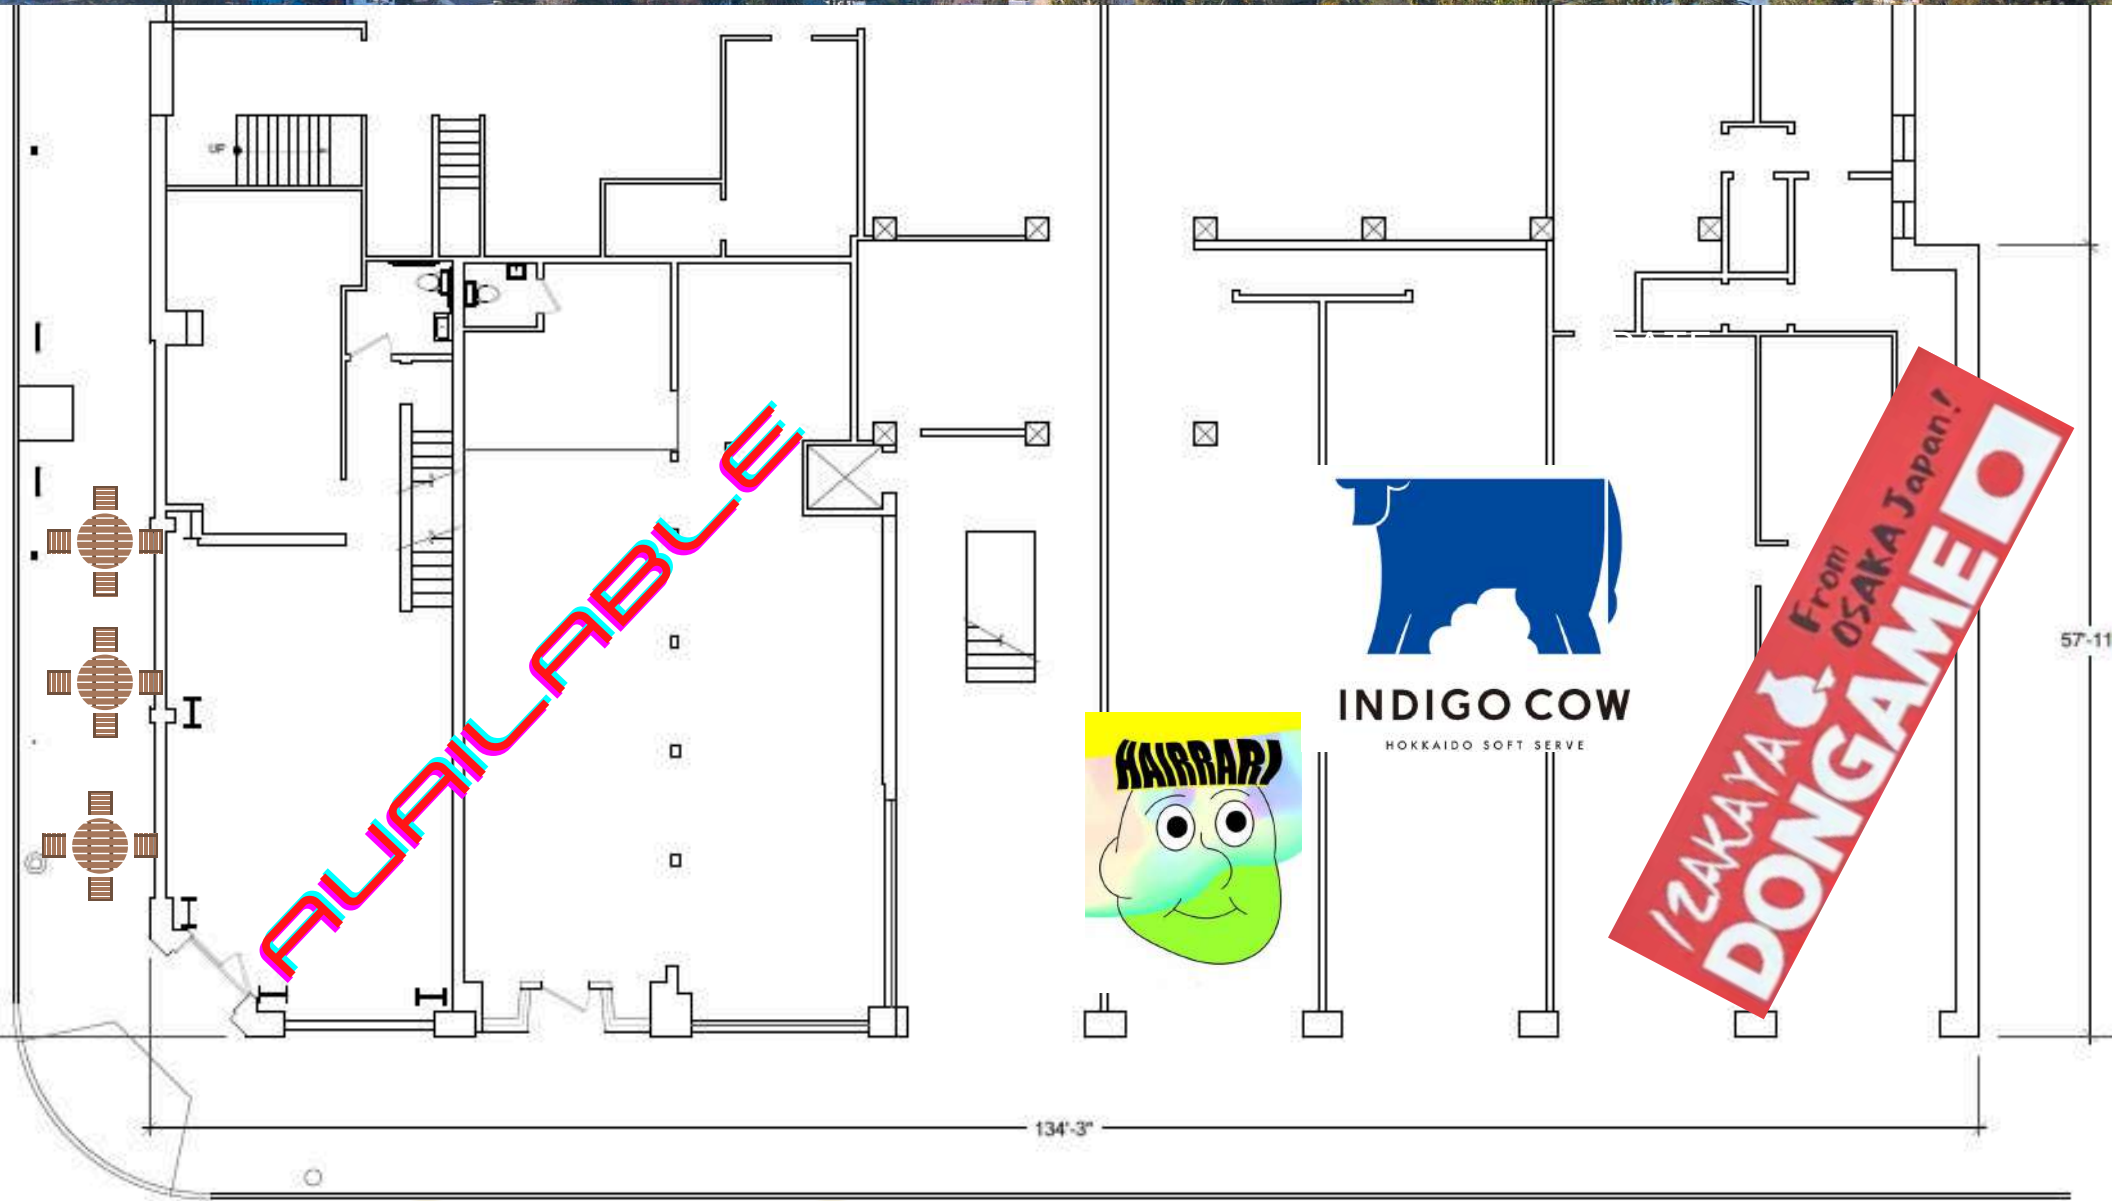 UP
AVAILABLE
HAIRRARI
INDIGO COW
HOKKAIDO SOFT SERVE
From
OSAKA Japan!
IZAKAYA
DONGAME
57'-11
134'-3"